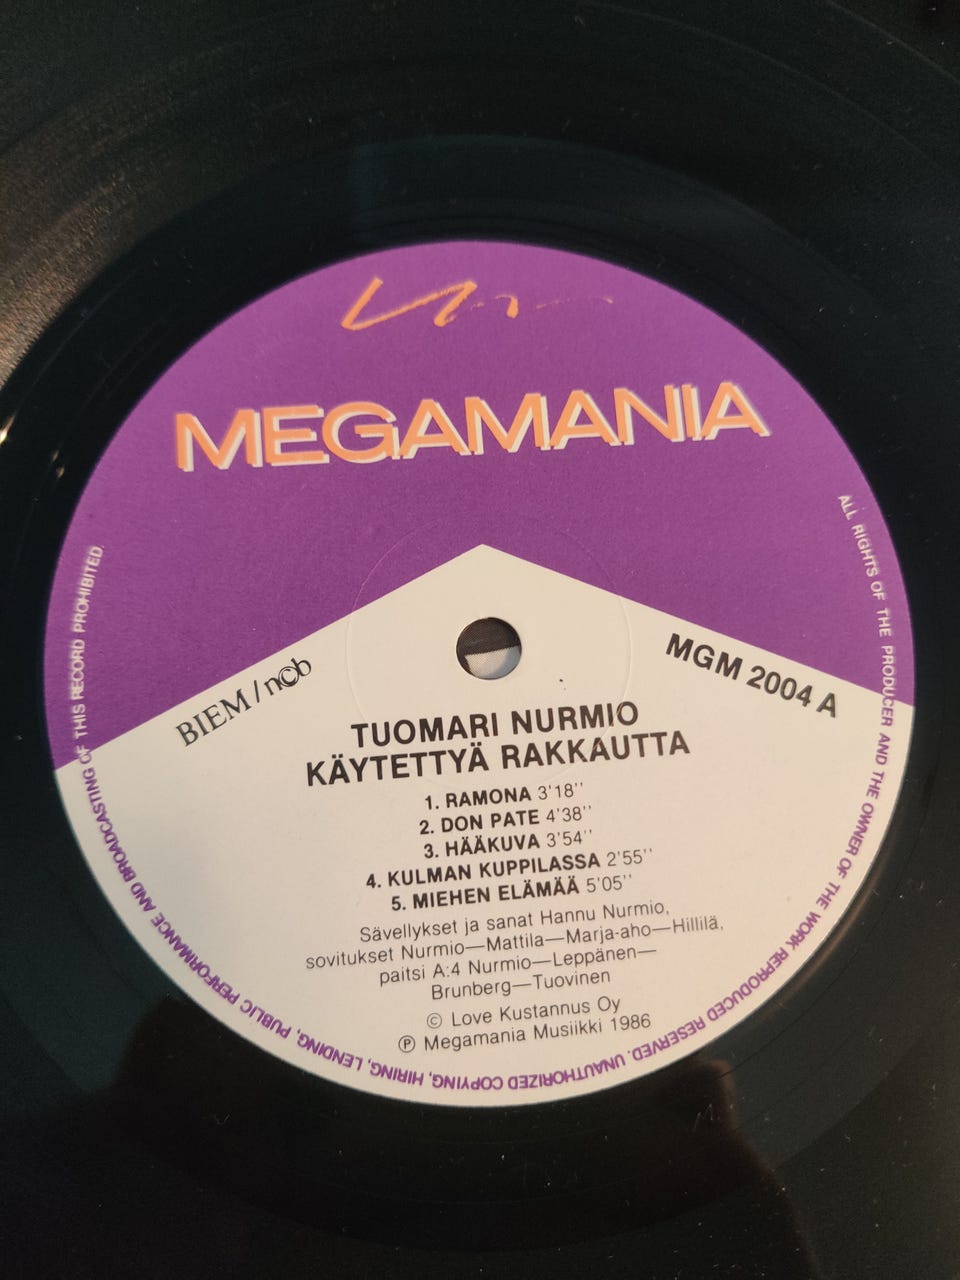 MEGAMANIA
BIEM/ncb
MGM 2004 A
TUOMARI NURMIO
KÄYTETTYÄ RAKKAUTTA
1. RAMONA 3'18''
2. DON PATE 4'38''
3. HÄÄKUVA 3'54''
4. KULMAN KUPPILASSA 2'55''
5. MIEHEN ELÄMÄÄ 5'05''
Sävellykset ja sanat Hannu Nurmio,
sovitukset Nurmio—Mattila—Marja-aho—Hillilä,
paitsi A:4 Nurmio—Leppänen—
Brunberg—Tuovinen
© Love Kustannus Oy
℗ Megamania Musiikki 1986
ALL RIGHTS OF THE PRODUCER AND THE OWNER OF THE WORK REPRODUCED RESERVED. UNAUTHORIZED COPYING, HIRING, LENDING, PUBLIC PERFORMANCE AND BROADCASTING OF THIS RECORD PROHIBITED.